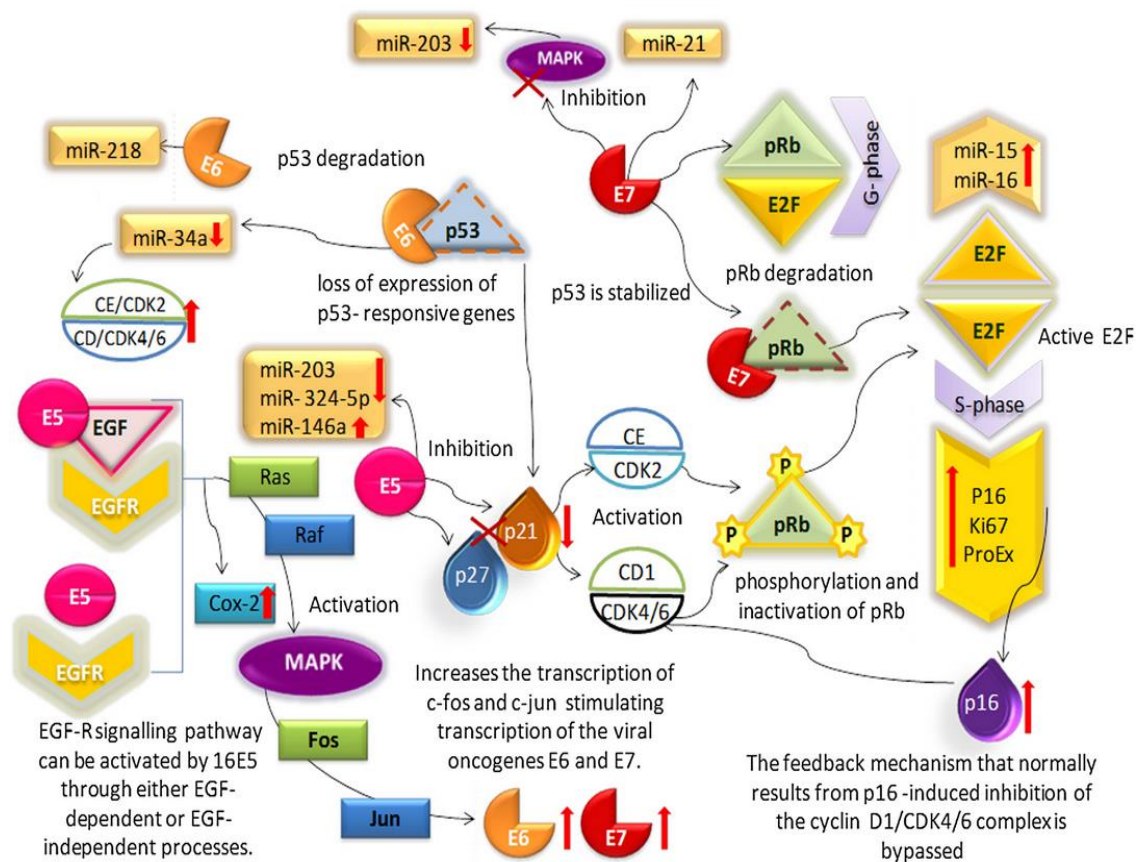 miR-203
MAPK
miR-21
Inhibition
miR-218
E6
p53 degradation
E7
pRb
E2F
G- phase
miR-15
miR-16
miR-34a
E6
p53
E2F
E2F
Active E2F
pRb degradation
CE/CDK2
CD/CDK4/6
loss of expression of
p53- responsive genes
p53 is stabilized
E7
pRb
miR-203
miR- 324-5p
miR-146a
S-phase
E5
EGF
EGFR
Inhibition
E5
CE
CDK2
P
P
P
pRb
P16
Ki67
ProEx
Ras
Raf
p21
p27
Activation
CD1
CDK4/6
phosphorylation and
inactivation of pRb
E5
EGFR
Cox-2
Activation
MAPK
p16
Increases the transcription of
c-fos and c-jun stimulating
transcription of the viral
oncogenes E6 and E7.
EGF-R signalling pathway
can be activated by 16E5
through either EGF-
dependent or EGF-
independent processes.
Fos
Jun
E6
E7
The feedback mechanism that normally
results from p16 -induced inhibition of
the cyclin D1/CDK4/6 complex is
bypassed